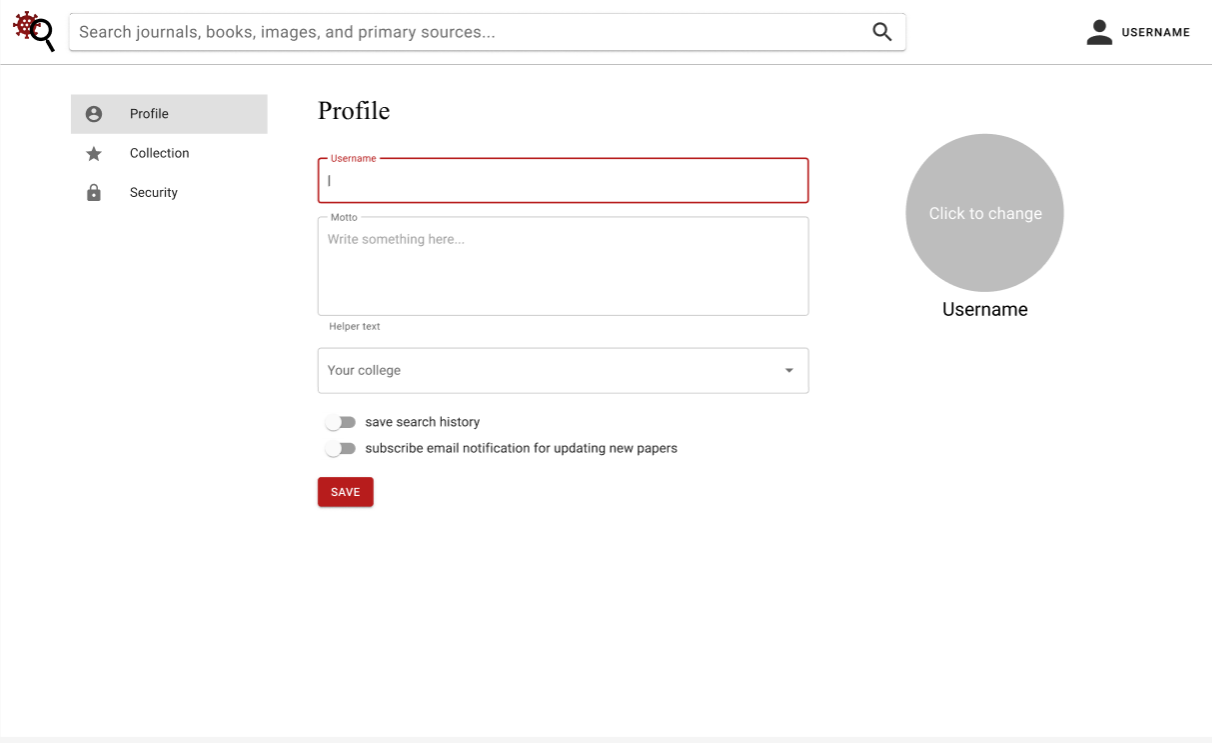 Search journals, books, images, and primary sources...
USERNAME
Profile
Collection
Security
Profile
Username
Motto
Write something here...
Helper text
Your college
save search history
subscribe email notification for updating new papers
SAVE
Click to change
Username